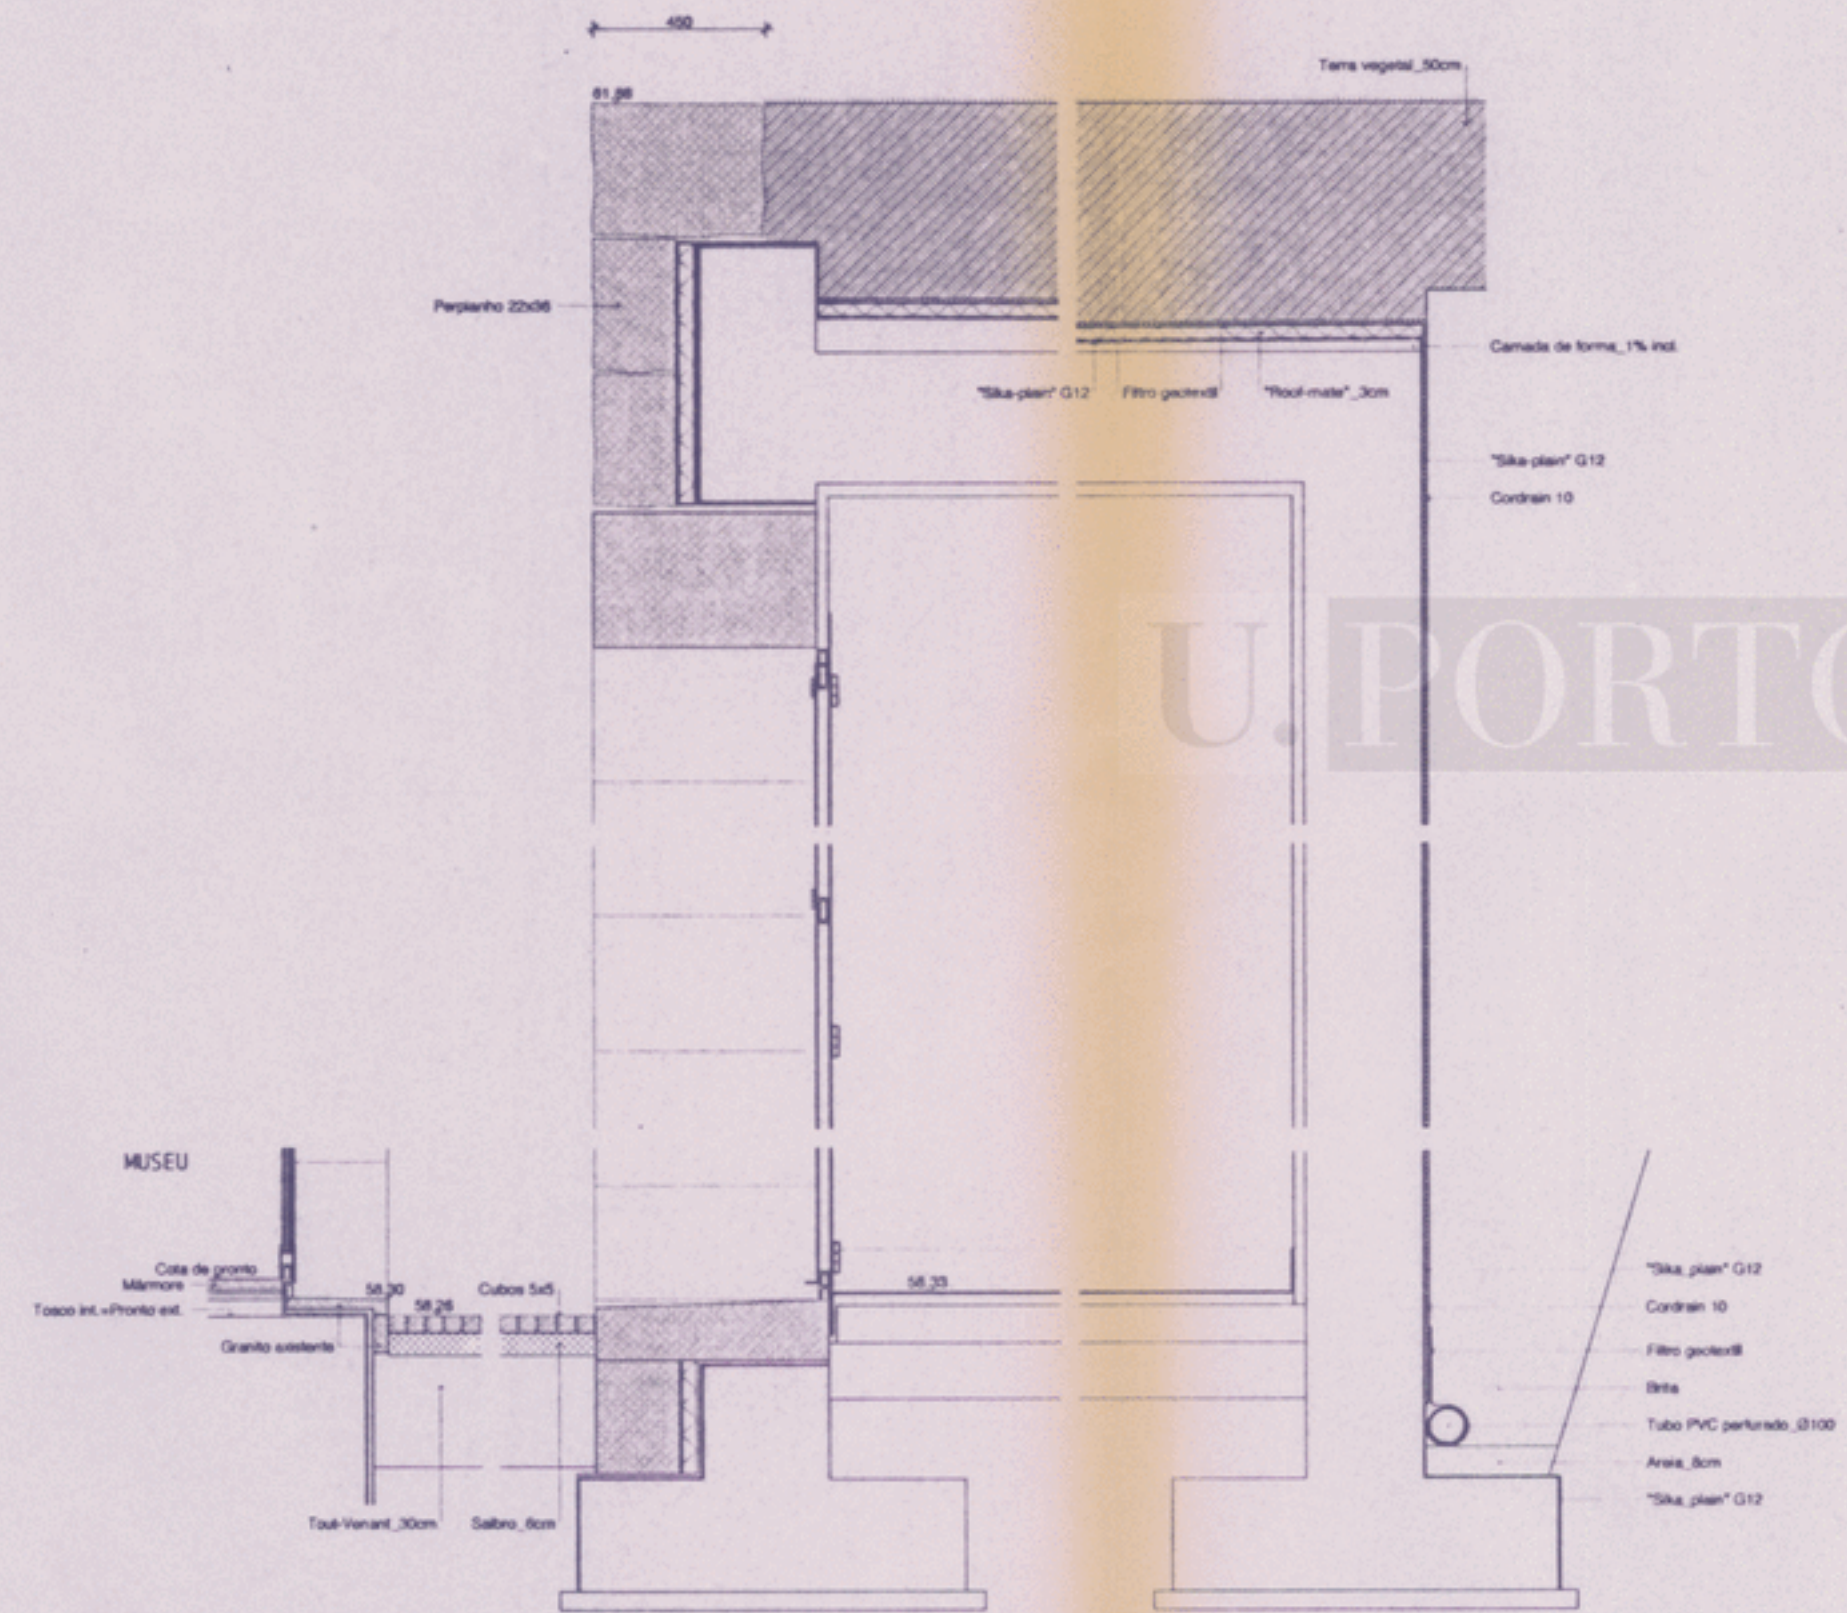 450
Terra vegetal_50cm
61,88
Perpianho 22x36
Camada de forma_1% incl.
"Sika-plan" G12
Filtro geotextil
"Roof-mate"_3cm
"Sika-plan" G12
Cordrain 10
U. PORTO
MUSEU
Cota de pronto
Mármore
Tosco int.=Pronto ext.
58,30
58,26
Cubos 5x5
58,33
Granito existente
"Sika_plan" G12
Cordrain 10
Filtro geotextil
Brita
Tubo PVC perfurado_Ø100
Areia_8cm
"Sika_plan" G12
Tout-Venant_30cm
Saibro_6cm